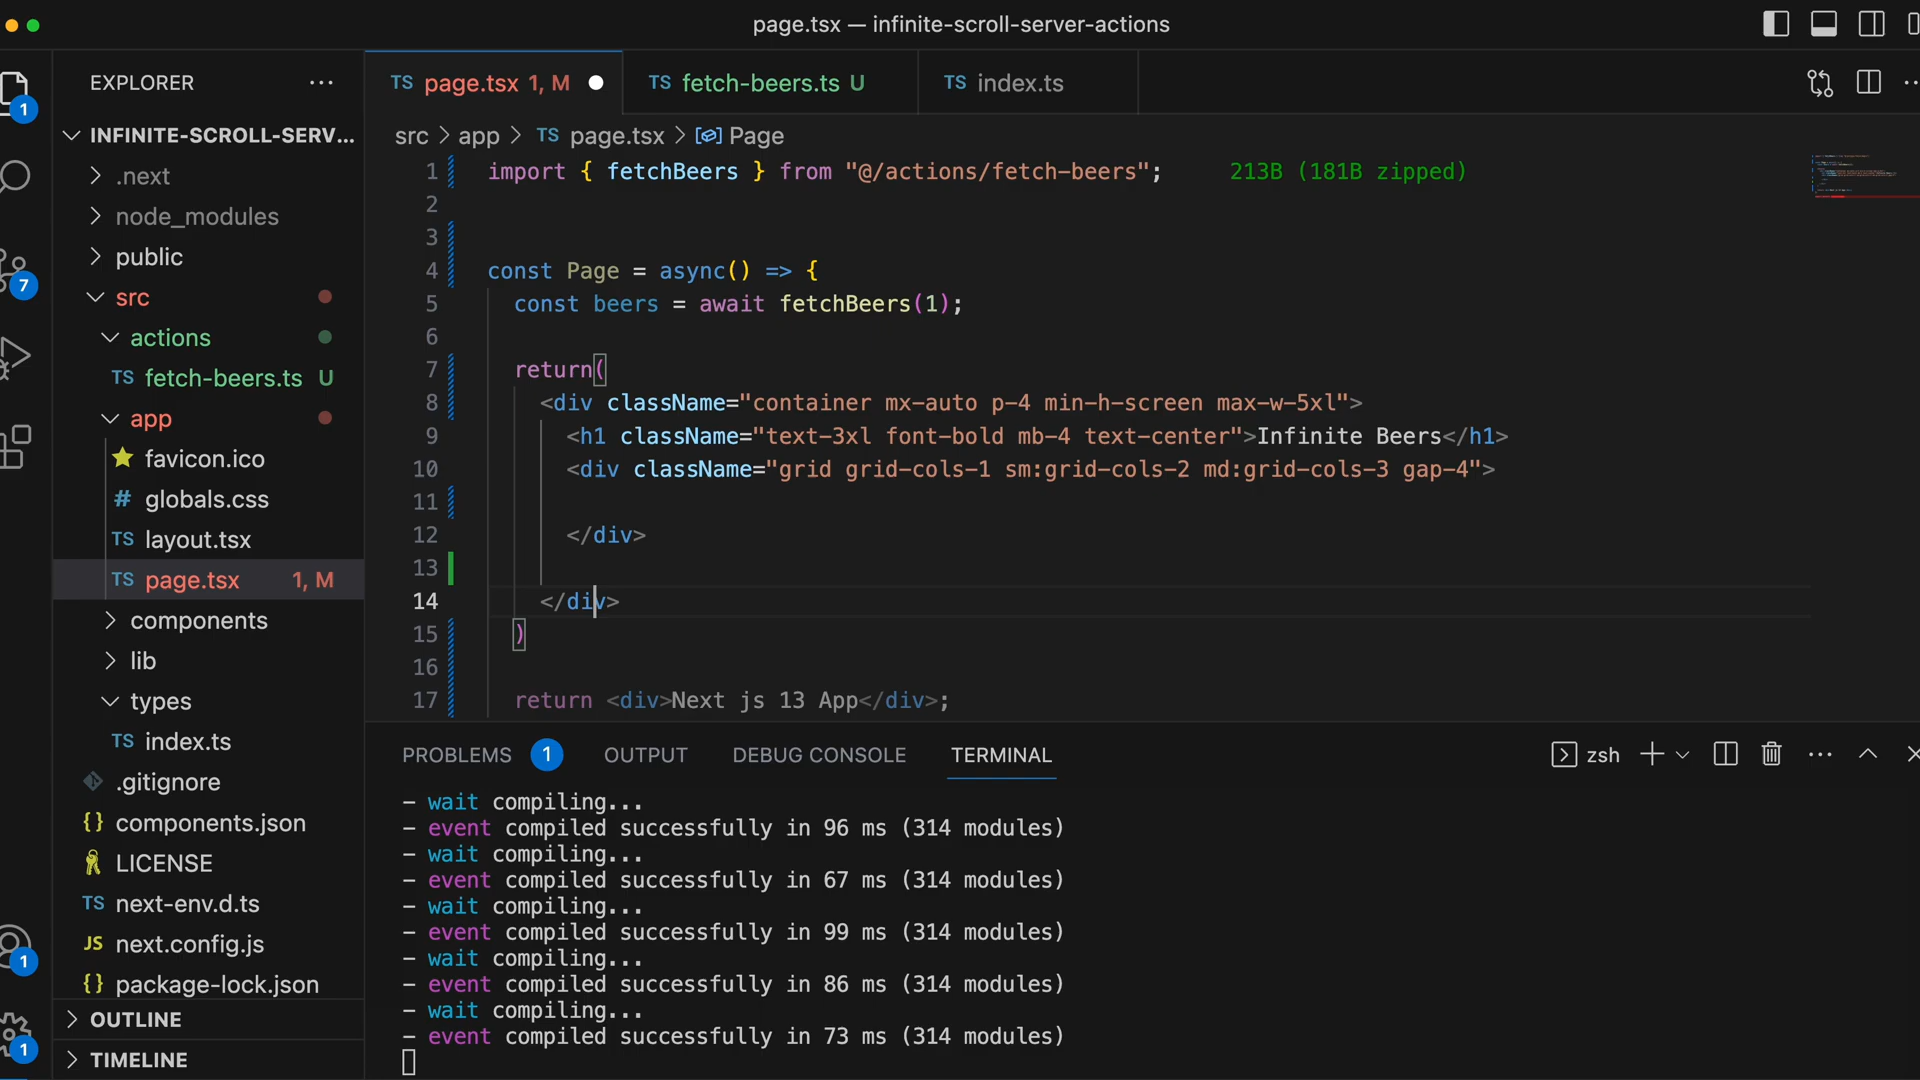 page.tsx — infinite-scroll-server-actions
EXPLORER
TS page.tsx 1, M
TS fetch-beers.ts U
TS index.ts
INFINITE-SCROLL-SERV...
src > app > TS page.tsx > Page
.next
node_modules
public
src
actions
TS fetch-beers.ts U
app
favicon.ico
# globals.css
TS layout.tsx
TS page.tsx 1, M
components
lib
types
TS index.ts
.gitignore
{} components.json
LICENSE
TS next-env.d.ts
JS next.config.js
{} package-lock.json
OUTLINE
TIMELINE
1
7
1
1
1 import { fetchBeers } from "@/actions/fetch-beers"; 213B (181B zipped)
2
3
4 const Page = async() => {
5 const beers = await fetchBeers(1);
6
7 return(
8 <div className="container mx-auto p-4 min-h-screen max-w-5xl">
9 <h1 className="text-3xl font-bold mb-4 text-center">Infinite Beers</h1>
10 <div className="grid grid-cols-1 sm:grid-cols-2 md:grid-cols-3 gap-4">
11
12 </div>
13
14 </div>
15 )
16
17 return <div>Next js 13 App</div>;
PROBLEMS 1 OUTPUT DEBUG CONSOLE TERMINAL
zsh
- wait compiling...
- event compiled successfully in 96 ms (314 modules)
- wait compiling...
- event compiled successfully in 67 ms (314 modules)
- wait compiling...
- event compiled successfully in 99 ms (314 modules)
- wait compiling...
- event compiled successfully in 86 ms (314 modules)
- wait compiling...
- event compiled successfully in 73 ms (314 modules)